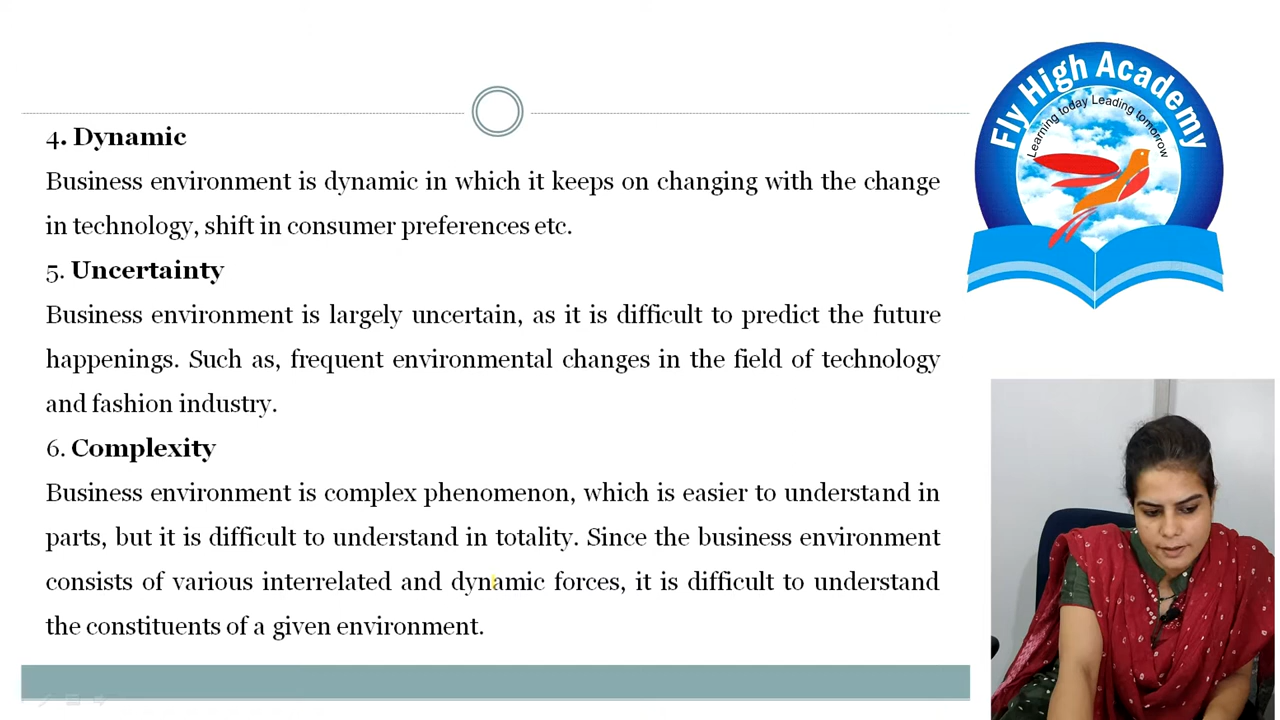 4. Dynamic
Business environment is dynamic in which it keeps on changing with the change
in technology, shift in consumer preferences etc.
5. Uncertainty
Business environment is largely uncertain, as it is difficult to predict the future
happenings. Such as, frequent environmental changes in the field of technology
and fashion industry.
6. Complexity
Business environment is complex phenomenon, which is easier to understand in
parts, but it is difficult to understand in totality. Since the business environment
consists of various interrelated and dynamic forces, it is difficult to understand
the constituents of a given environment.
Fly High Academy
Learning today Leading tomorrow